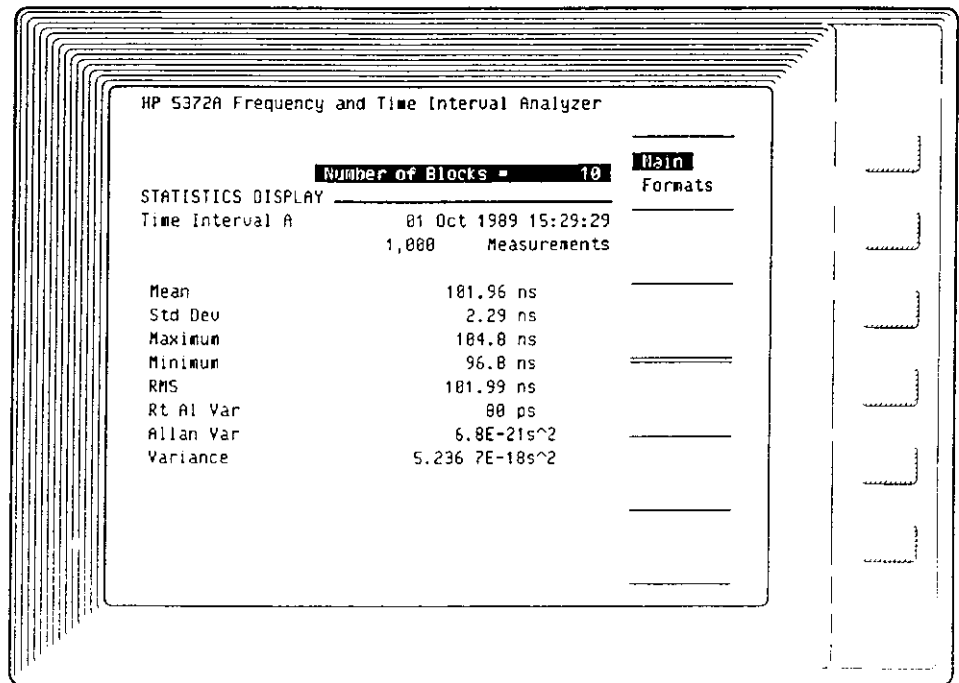 HP 5372A Frequency and Time Interval Analyzer
Number of Blocks = 10
Main
Formats
STATISTICS DISPLAY
Time Interval A 01 Oct 1989 15:29:29
1,000 Measurements
Mean 101.96 ns
Std Dev 2.29 ns
Maximum 104.8 ns
Minimum 96.8 ns
RMS 101.99 ns
Rt Al Var 80 ps
Allan Var 6.8E-21s^2
Variance 5.236 7E-18s^2